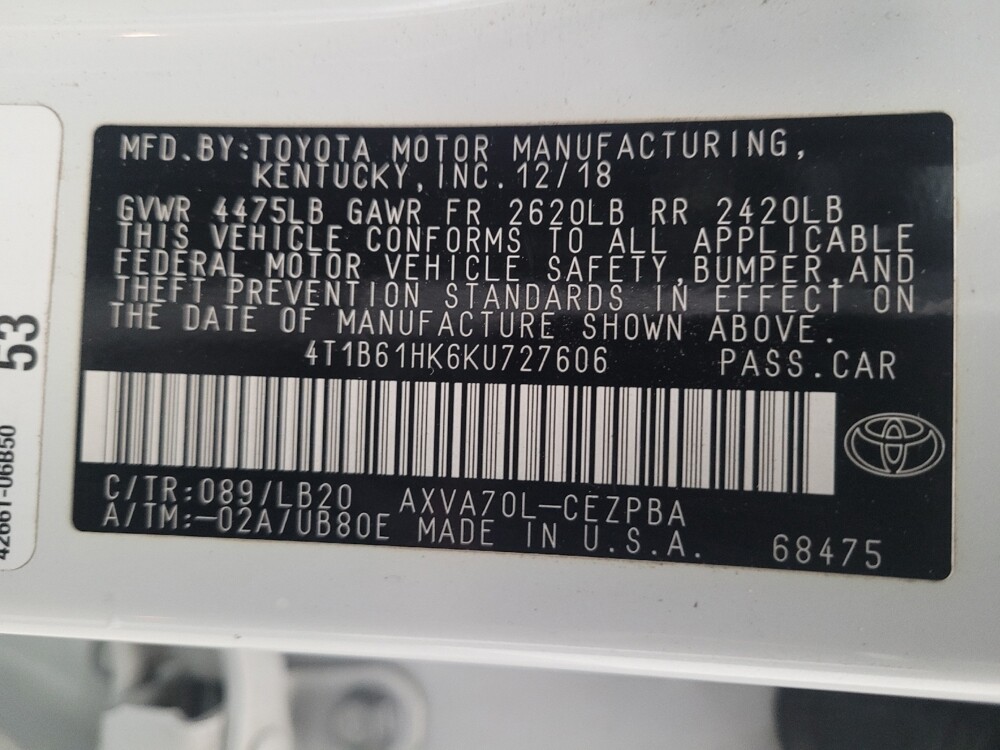 MFD.BY:TOYOTA MOTOR MANUFACTURING,
KENTUCKY,INC.12/18
GVWR 4475LB GAWR FR 2620LB RR 2420LB
THIS VEHICLE CONFORMS TO ALL APPLICABLE
FEDERAL MOTOR VEHICLE SAFETY,BUMPER,AND
THEFT PREVENTION STANDARDS IN EFFECT ON
THE DATE OF MANUFACTURE SHOWN ABOVE.
4T1B61HK6KU727606 PASS.CAR
C/TR:089/LB20 AXVA70L-CEZPBA
A/TM:-02A/UB80E MADE IN U.S.A. 68475
53
42661-06B50